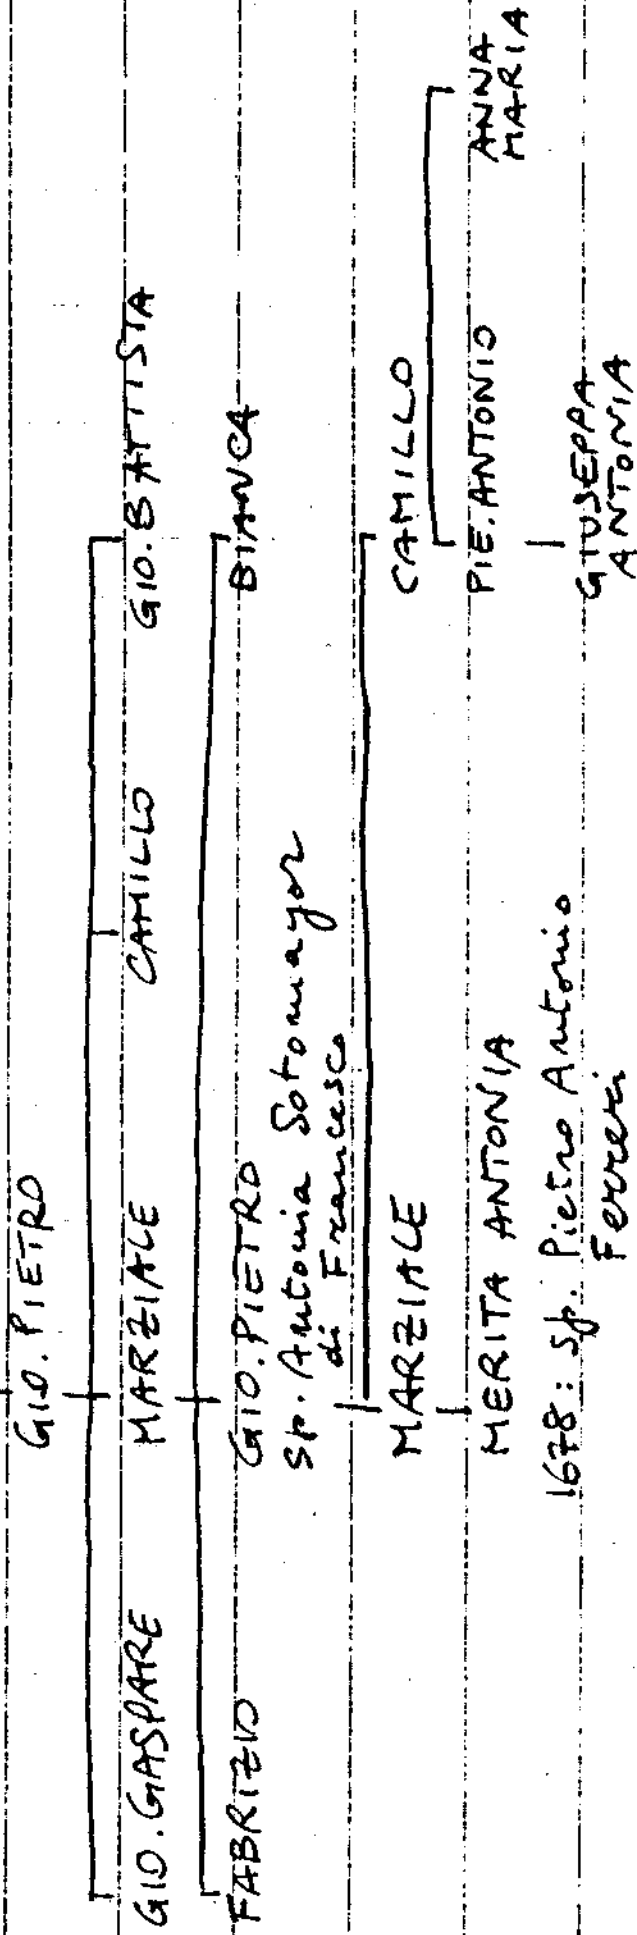 GIO. PIETRO
GIO. GASPARE MARZIALE CAMILLO GIO. BATTISTA
FABRIZIO GIO. PIETRO BIANCA
Sp. Antonia Sotomayor
di Francesco
MARZIALE CAMILLO
MERITA ANTONIA PIE. ANTONIO ANNA
MARIA
1678: Sp. Pietro Antonio
Ferreri
GIUSEPPA
ANTONIA